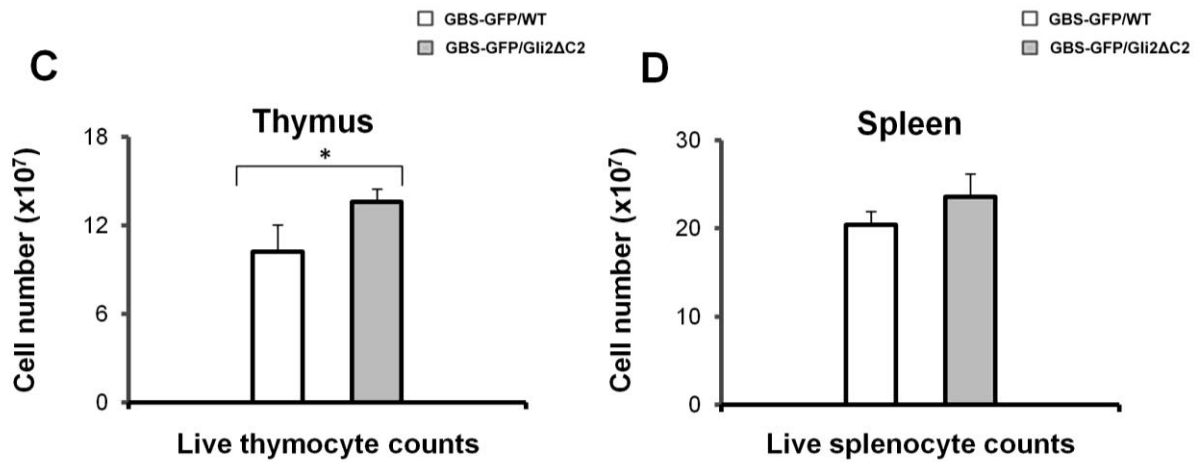 C
GBS-GFP/WT
GBS-GFP/Gli2ΔC2
Thymus
Cell number (x10⁷)
18
12
6
0
*
Live thymocyte counts
D
GBS-GFP/WT
GBS-GFP/Gli2ΔC2
Spleen
Cell number (x10⁷)
30
20
10
0
Live splenocyte counts